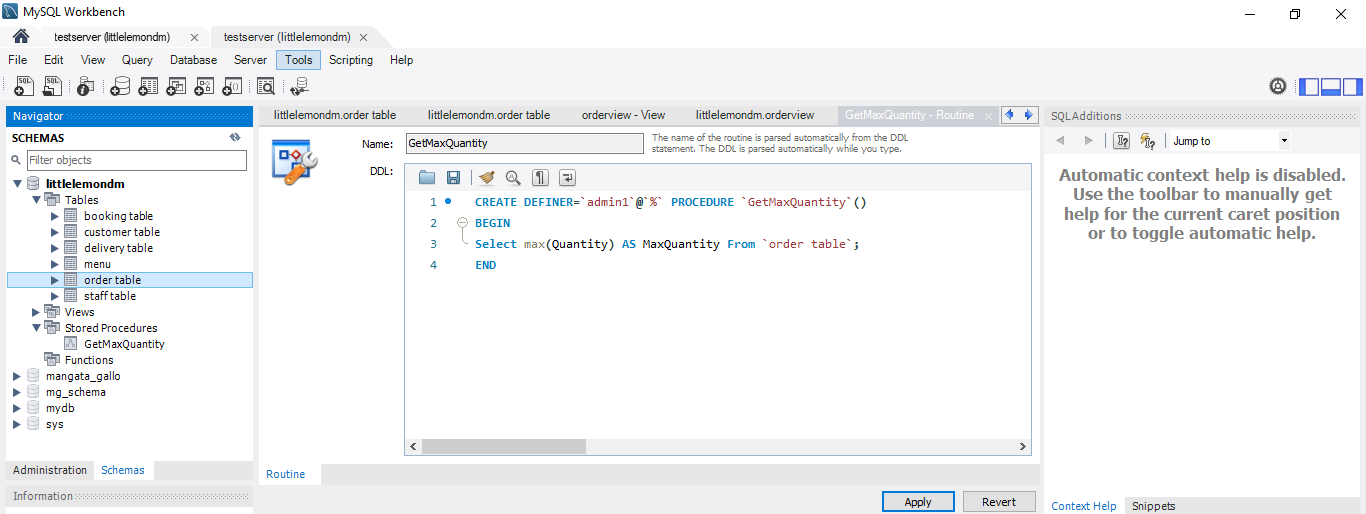 MySQL Workbench
testserver (littlelemondm) ×
testserver (littlelemondm) ×
File Edit View Query Database Server Tools Scripting Help
Navigator
SCHEMAS
Filter objects
littlelemondm
Tables
booking table
customer table
delivery table
menu
order table
staff table
Views
Stored Procedures
GetMaxQuantity
Functions
mangata_gallo
mg_schema
mydb
sys
Administration Schemas
Information
littlelemondm.order table littlelemondm.order table orderview - View littlelemondm.orderview GetMaxQuantity - Routine ×
Name: GetMaxQuantity
The name of the routine is parsed automatically from the DDL
statement. The DDL is parsed automatically while you type.
DDL:
1 CREATE DEFINER=`admin1`@`%` PROCEDURE `GetMaxQuantity`()
2 BEGIN
3 Select max(Quantity) AS MaxQuantity From `order table`;
4 END
Routine
Apply Revert
SQLAdditions
Jump to
Automatic context help is disabled.
Use the toolbar to manually get
help for the current caret position
or to toggle automatic help.
Context Help Snippets